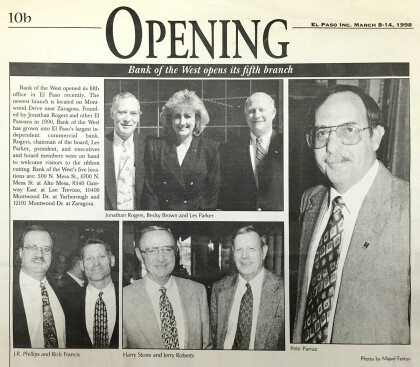 10b
OPENING
EL PASO INC. MARCH 8-14, 1998
Bank of the West opens its fifth branch
Bank of the West opened its fifth
office in El Paso recently. The
newest branch is located on Mont-
wood Drive near Zaragosa. Found-
ed by Jonathan Rogers and other El
Pasoans in 1990, Bank of the West
has grown into El Paso's largest in-
dependent commercial bank.
Rogers, chairman of the board, Les
Parker, president, and executives
and board members were on hand
to welcome visitors to the ribbon
cutting. Bank of the West's five loca-
tions are: 500 N. Mesa St., 6700 N.
Mesa St. at Alto Mesa, 8340 Gate-
way East at Lee Trevino, 10400
Montwood Dr. at Yarborough and
12101 Montwood Dr. at Zaragosa.
Jonathan Rogers, Becky Brown and Les Parker
J.R. Phillips and Rick Francis
Harry Stone and Jerry Roberts
Pete
Photos by